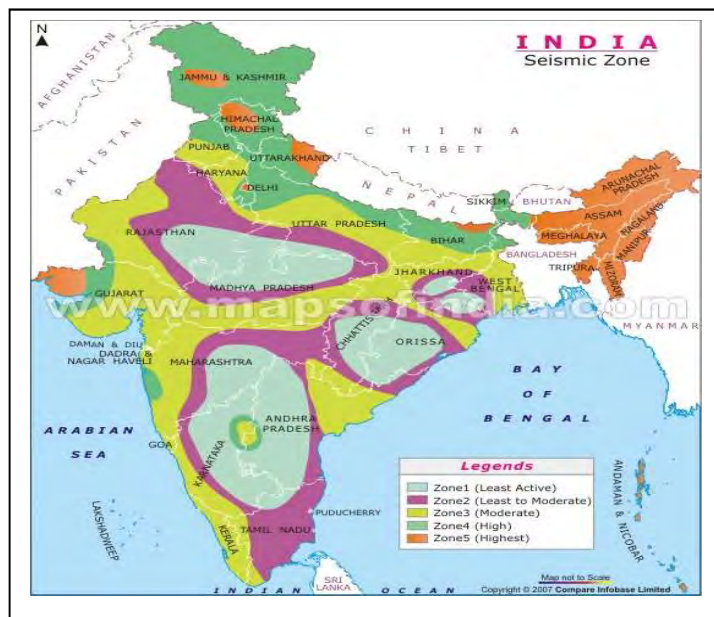 N
INDIA
Seismic Zone
AFGHANISTAN
JAMMU & KASHMIR
HIMACHAL
PRADESH
PUNJAB
UTTARAKHAND
HARYANA
DELHI
PAKISTAN
CHINA
TIBET
NEPAL
SIKKIM
BHUTAN
ARUNACHAL
PRADESH
ASSAM
NAGALAND
MEGHALAYA
MANIPUR
BANGLADESH
TRIPURA
MIZORAM
MYANMAR
RAJASTHAN
UTTAR PRADESH
BIHAR
JHARKHAND
WEST
BENGAL
GUJARAT
MADHYA PRADESH
www.mapsofindia.com
CHHATTISGARH
ORISSA
DAMAN & DIU
DADRA &
NAGAR HAVELI
MAHARASHTRA
ANDHRA
PRADESH
GOA
KARNATAKA
BAY
OF
BENGAL
ARABIAN
SEA
LAKSHADWEEP
KERALA
TAMIL NADU
PUDUCHERRY
ANDAMAN & NICOBAR
SRI
LANKA
INDIAN OCEAN
Legends
Zone1 (Least Active)
Zone2 (Least to Moderate)
Zone3 (Moderate)
Zone4 (High)
Zone5 (Highest)
Map not to Scale
Copyright © 2007 Compare Infobase Limited